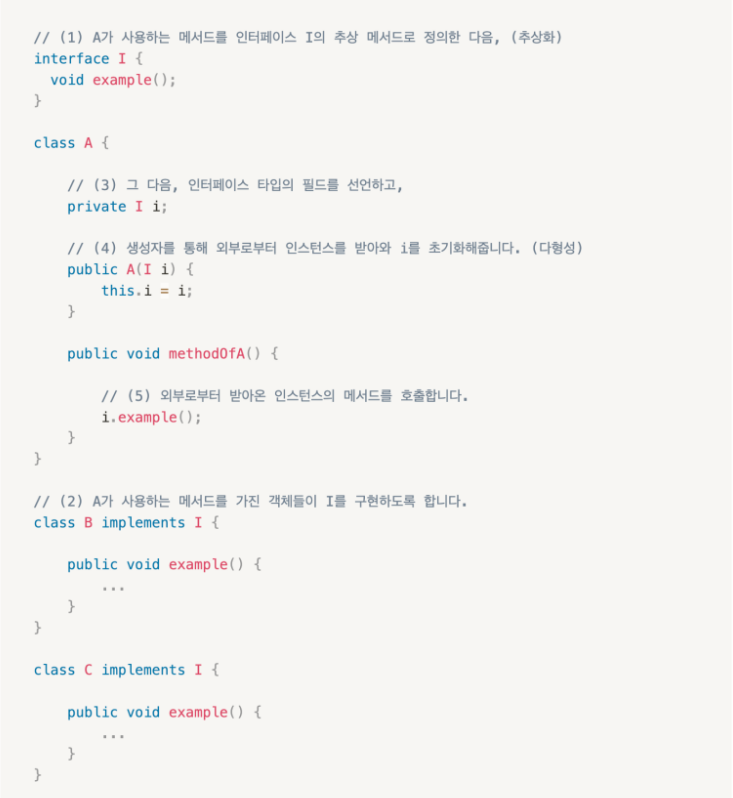 // (1) A가 사용하는 메서드를 인터페이스 I의 추상 메서드로 정의한 다음, (추상화)
interface I {
  void example();
}

class A {

    // (3) 그 다음, 인터페이스 타입의 필드를 선언하고,
    private I i;

    // (4) 생성자를 통해 외부로부터 인스턴스를 받아와 i를 초기화해줍니다. (다형성)
    public A(I i) {
        this.i = i;
    }

    public void methodOfA() {

        // (5) 외부로부터 받아온 인스턴스의 메서드를 호출합니다.
        i.example();
    }
}

// (2) A가 사용하는 메서드를 가진 객체들이 I를 구현하도록 합니다.
class B implements I {

    public void example() {
        ...
    }
}

class C implements I {

    public void example() {
        ...
    }
}